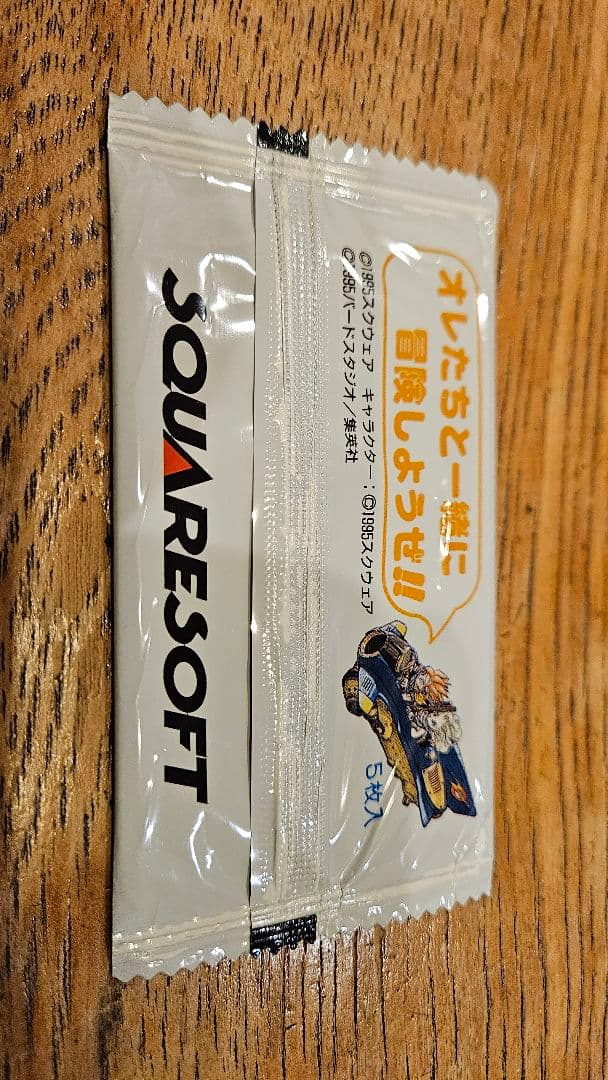 オレたちと一緒に
冒険しようぜ!!
©1995スクウェア キャラクター：©1995スクウェア
©1995バードスタジオ／集英社
5枚入
SQUARESOFT